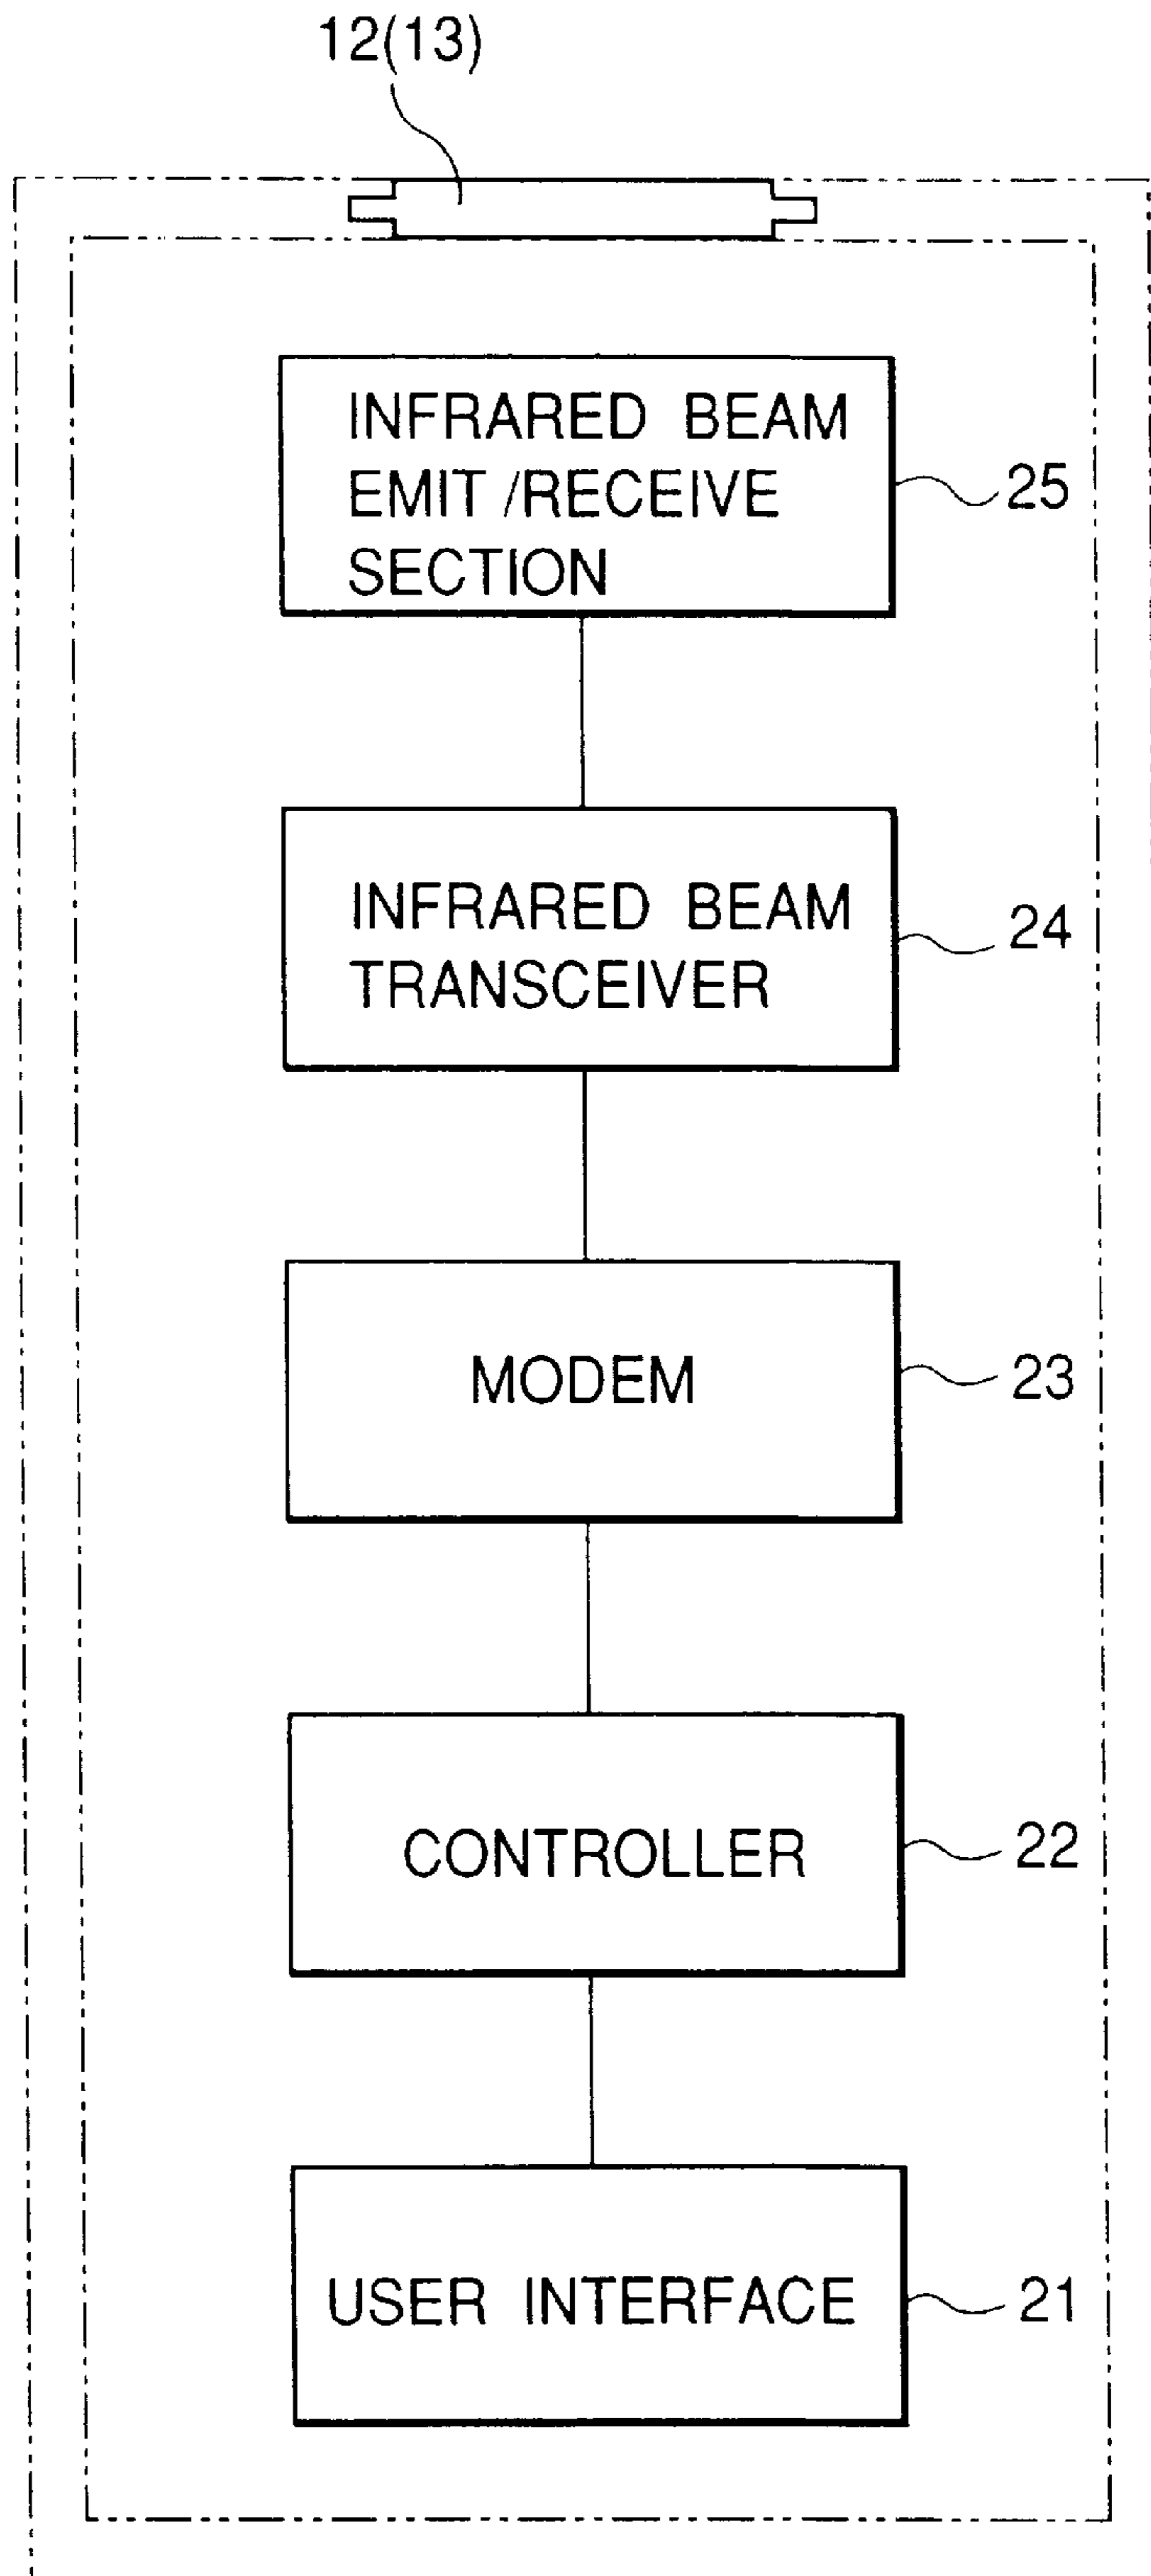 12(13)
INFRARED BEAM
EMIT /RECEIVE
SECTION
25
INFRARED BEAM
TRANSCEIVER
24
MODEM
23
CONTROLLER
22
USER INTERFACE
21